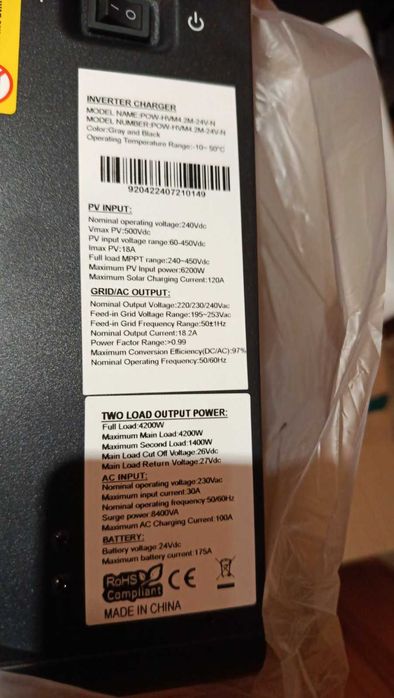 INVERTER CHARGER
MODEL NAME:POW-HVM4.2M-24V-N
MODEL NUMBER:POW-HVM4.2M-24V-N
Color:Gray and Black
Operating Temperature Range:-10~ 50°C
920422407210149
PV INPUT:
Nominal operating voltage:240Vdc
Vmax PV:500Vdc
PV input voltage range:60-450Vdc
Imax PV:18A
Full load MPPT range:240~450Vdc
Maximum PV Input power:6200W
Maximum Solar Charging Current:120A
GRID/AC OUTPUT:
Nominal Output Voltage:220/230/240Vac
Feed-in Grid Voltage Range:195~253Vac
Feed-in Grid Frequency Range:50±1Hz
Nominal Output Current:18.2A
Power Factor Range:>0.99
Maximum Conversion Efficiency(DC/AC):97%
Nominal Operating Frequency:50/60Hz
TWO LOAD OUTPUT POWER:
Full Load:4200W
Maximum Main Load:4200W
Maximum Second Load:1400W
Main Load Cut Off Voltage:26Vdc
Main Load Return Voltage:27Vdc
AC INPUT:
Nominal operating voltage:230Vac
Maximum input current:30A
Nominal operating frequency:50/60Hz
Surge power:8400VA
Maximum AC Charging Current:100A
BATTERY:
Battery voltage:24Vdc
Maximum battery current:175A
RoHS
Compliant
CE
MADE IN CHINA